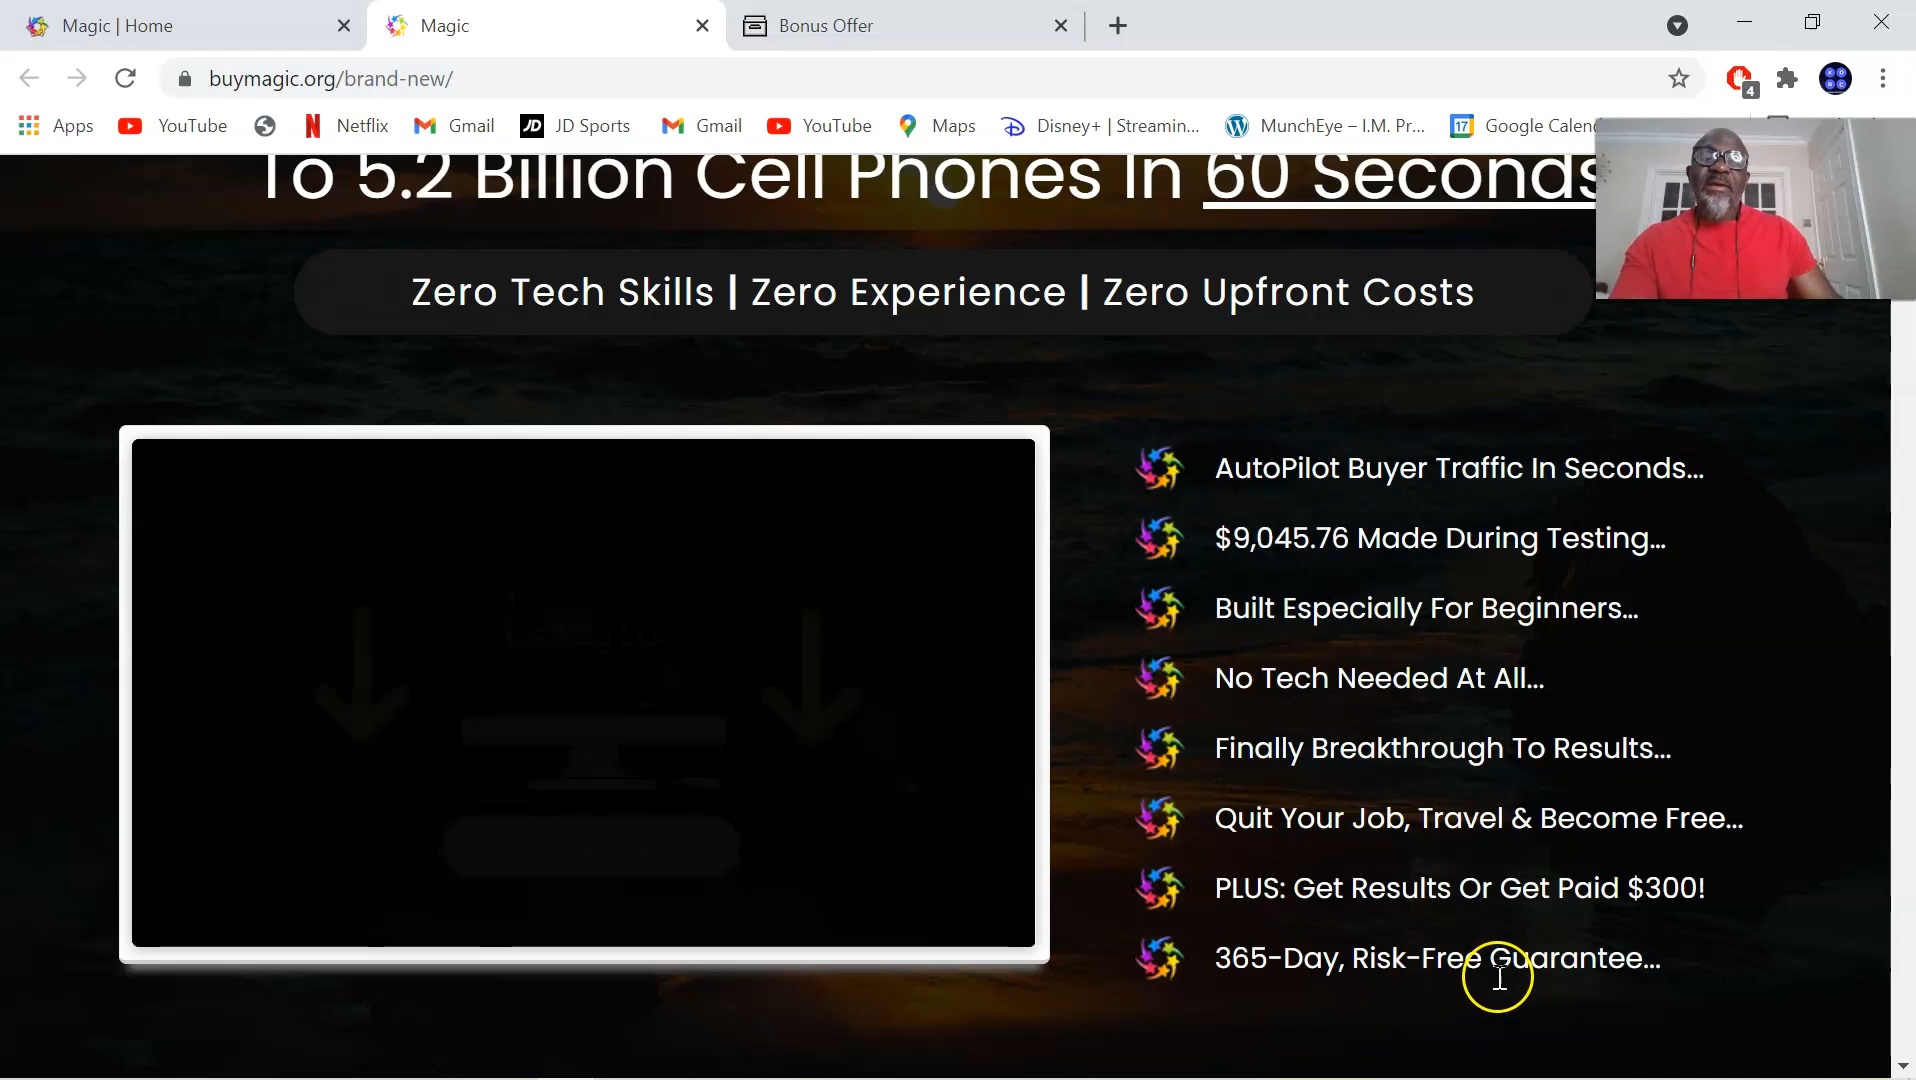 Magic | Home
Magic
Bonus Offer
buymagic.org/brand-new/
4
Apps
YouTube
Netflix
Gmail
JD
JD Sports
Gmail
YouTube
Maps
Disney+ | Streamin...
MunchEye – I.M. Pr...
17
Google Calen
To 5.2 Billion Cell Phones In 60 Seconds
Zero Tech Skills | Zero Experience | Zero Upfront Costs
AutoPilot Buyer Traffic In Seconds...
$9,045.76 Made During Testing...
Built Especially For Beginners...
No Tech Needed At All...
Finally Breakthrough To Results...
Quit Your Job, Travel & Become Free...
PLUS: Get Results Or Get Paid $300!
365-Day, Risk-Free Guarantee...